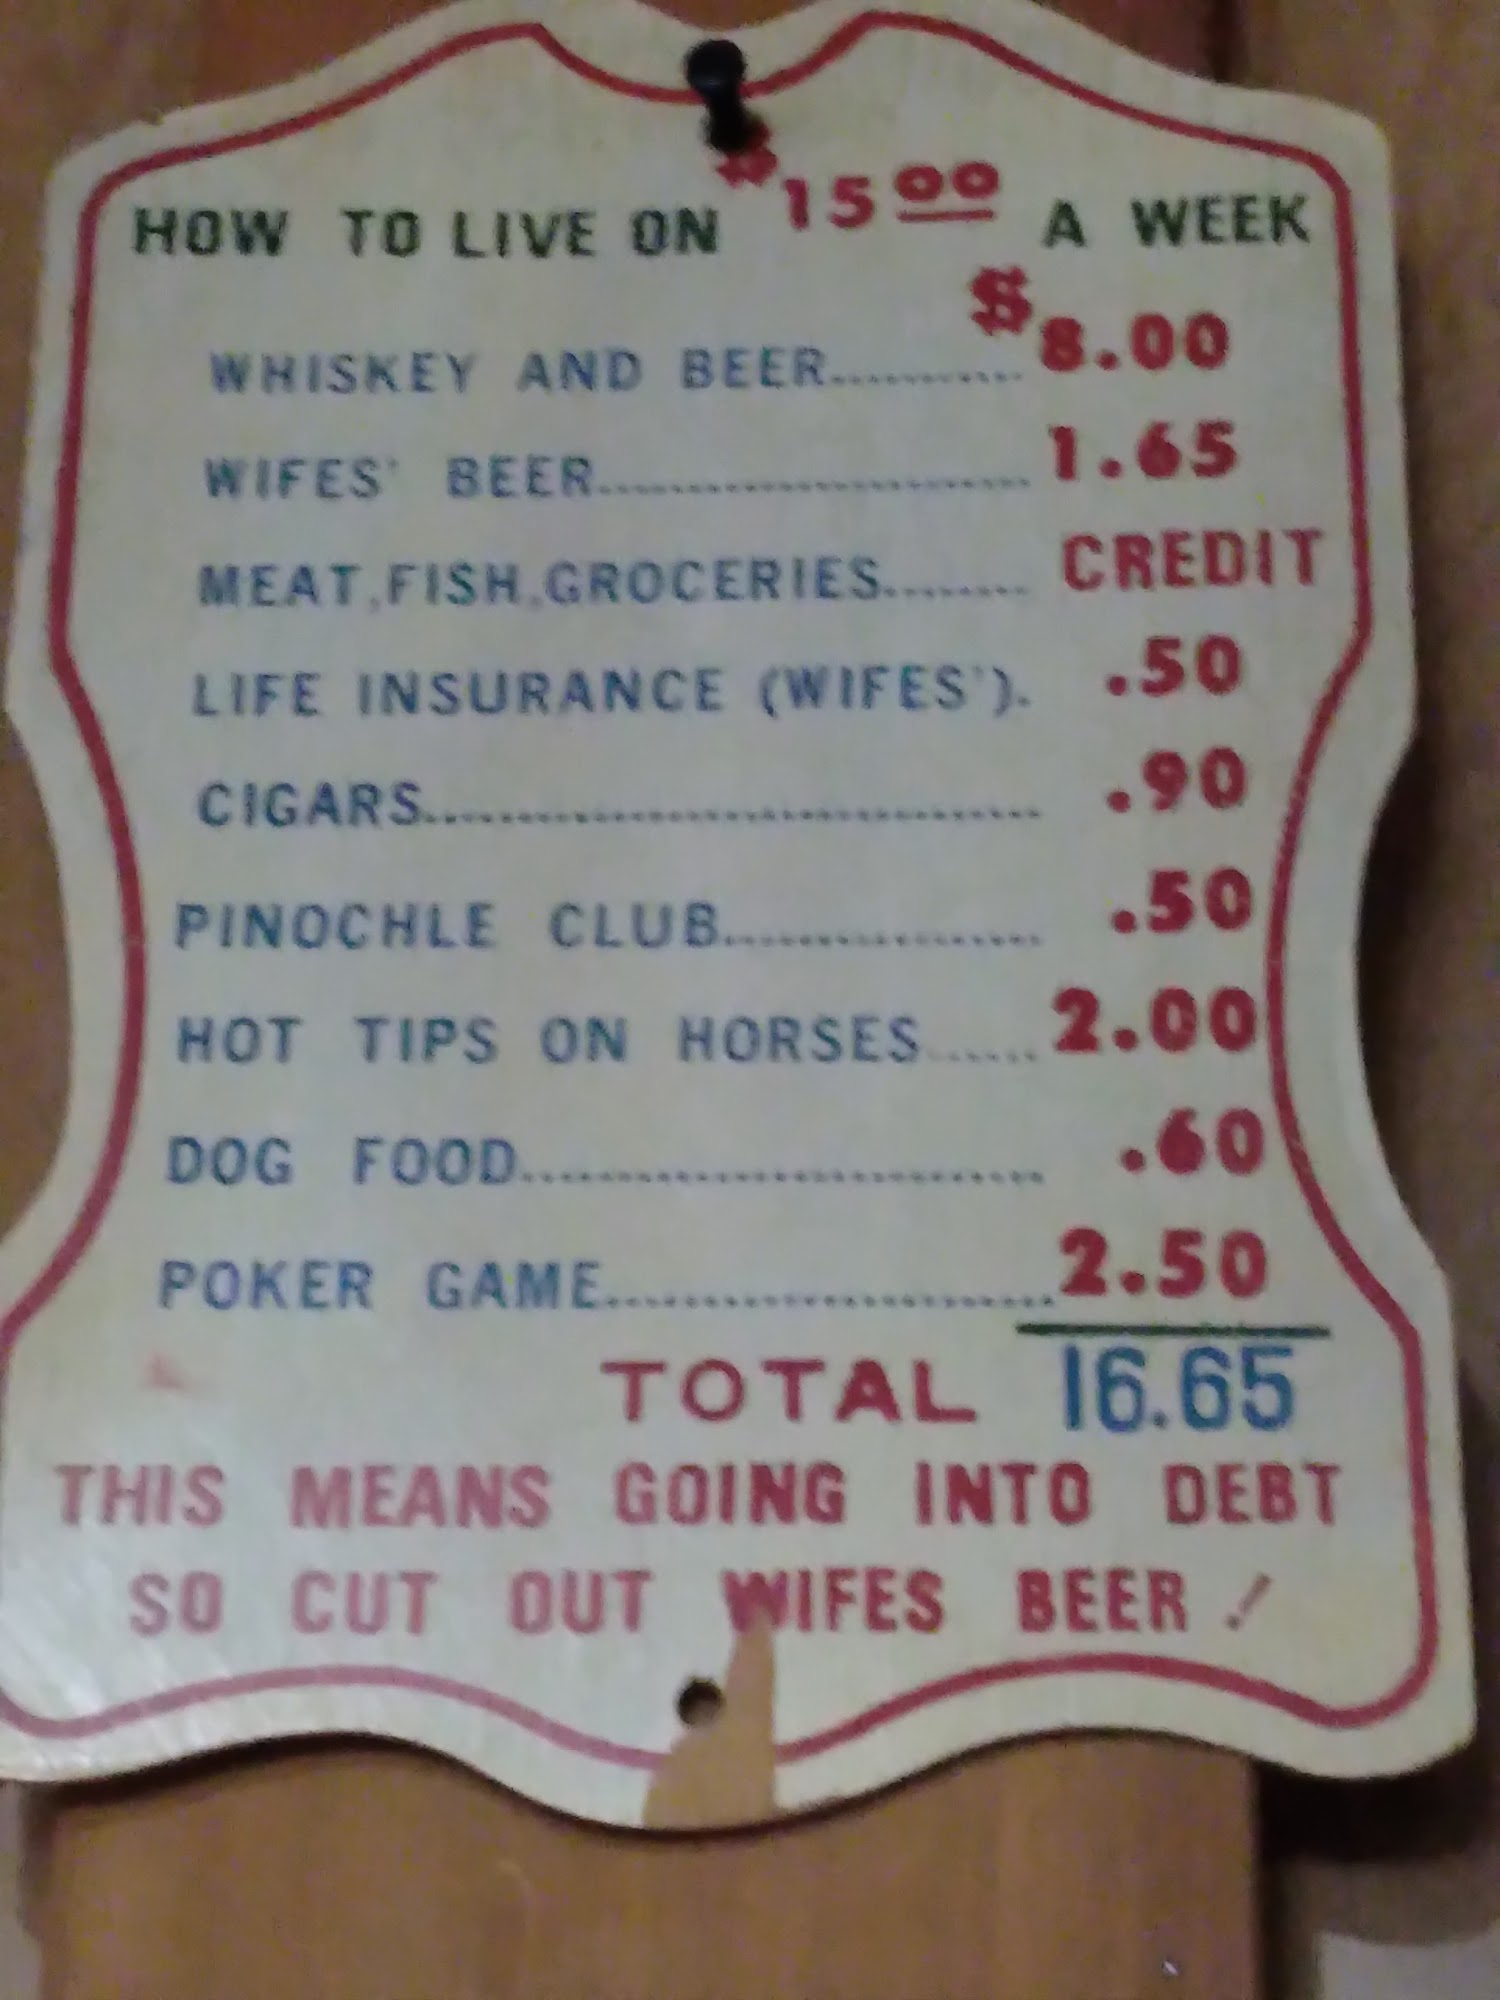 HOW TO LIVE ON $15.00 A WEEK
WHISKEY AND BEER............ $8.00
WIFES' BEER........................ 1.65
MEAT, FISH, GROCERIES........ CREDIT
LIFE INSURANCE (WIFES'). .50
CIGARS.................................. .90
PINOCHLE CLUB.................. .50
HOT TIPS ON HORSES...... 2.00
DOG FOOD............................ .60
POKER GAME........................ 2.50
TOTAL 16.65
THIS MEANS GOING INTO DEBT
SO CUT OUT WIFES BEER!